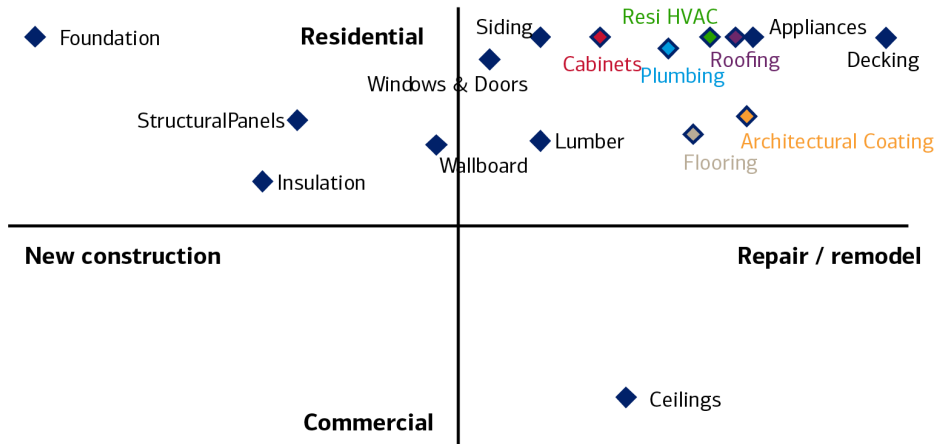 Resi HVAC
Siding
Appliances
Foundation
Residential
Cabinets
Roofing
Decking
Plumbing
Windows & Doors
StructuralPanels
Lumber
Architectural Coating
Wallboard
Flooring
Insulation
New construction
Repair / remodel
Ceilings
Commercial